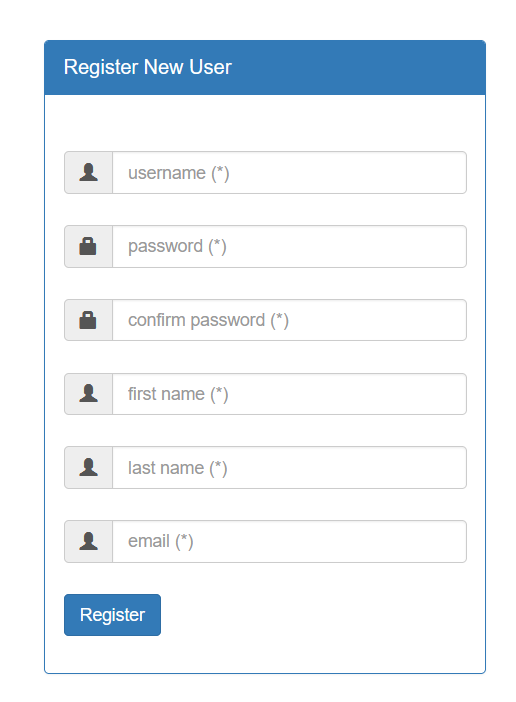 Register New User
username (*)
password (*)
confirm password (*)
first name (*)
last name (*)
email (*)
Register